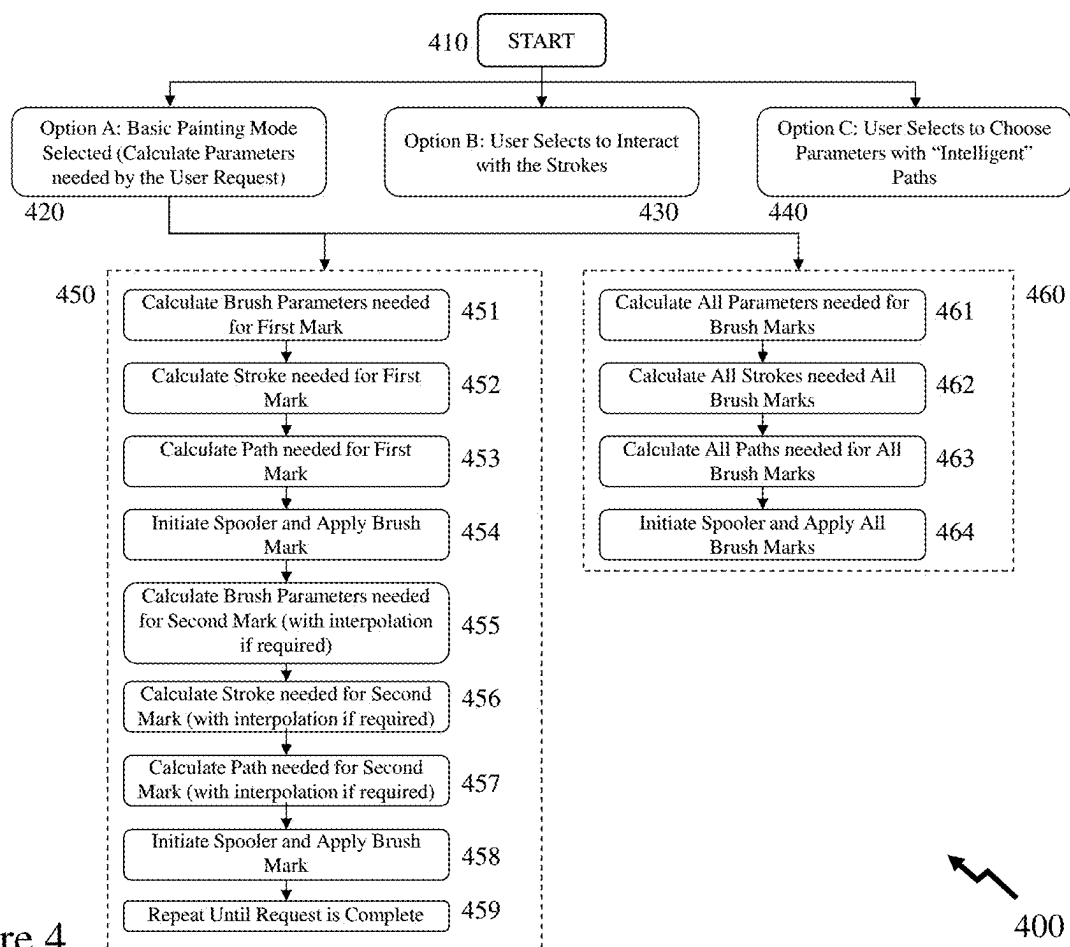 410
START
Option A: Basic Painting Mode
Selected (Calculate Parameters
needed by the User Request)
420
Option B: User Selects to Interact
with the Strokes
430
Option C: User Selects to Choose
Parameters with “Intelligent”
Paths
440
450
Calculate Brush Parameters needed
for First Mark
451
Calculate Stroke needed for First
Mark
452
Calculate Path needed for First
Mark
453
Initiate Spooler and Apply Brush
Mark
454
Calculate Brush Parameters needed
for Second Mark (with interpolation
if required)
455
Calculate Stroke needed for Second
Mark (with interpolation if required)
456
Calculate Path needed for Second
Mark (with interpolation if required)
457
Initiate Spooler and Apply Brush
Mark
458
Repeat Until Request is Complete
459
460
Calculate All Parameters needed for
Brush Marks
461
Calculate All Strokes needed All
Brush Marks
462
Calculate All Paths needed for All
Brush Marks
463
Initiate Spooler and Apply All
Brush Marks
464
400
re 4